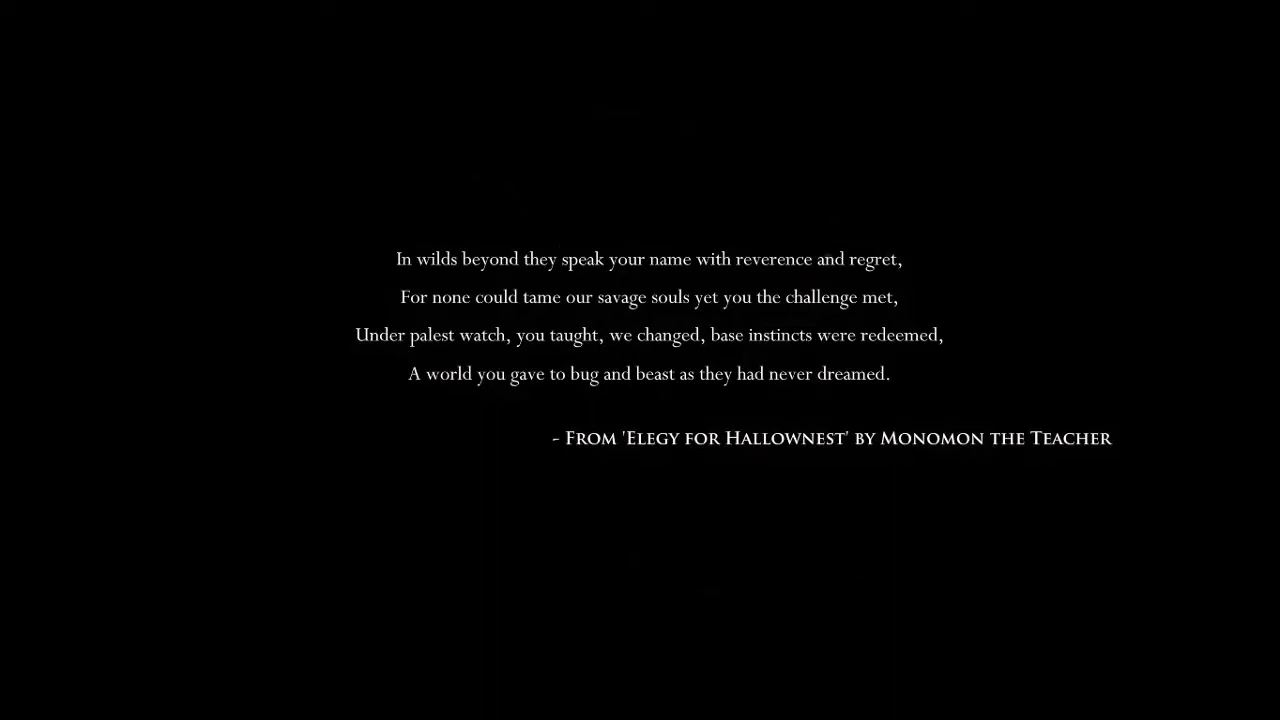 In wilds beyond they speak your name with reverence and regret,
For none could tame our savage souls yet you the challenge met,
Under palest watch, you taught, we changed, base instincts were redeemed,
A world you gave to bug and beast as they had never dreamed.
- From 'Elegy for Hallownest' by Monomon the Teacher